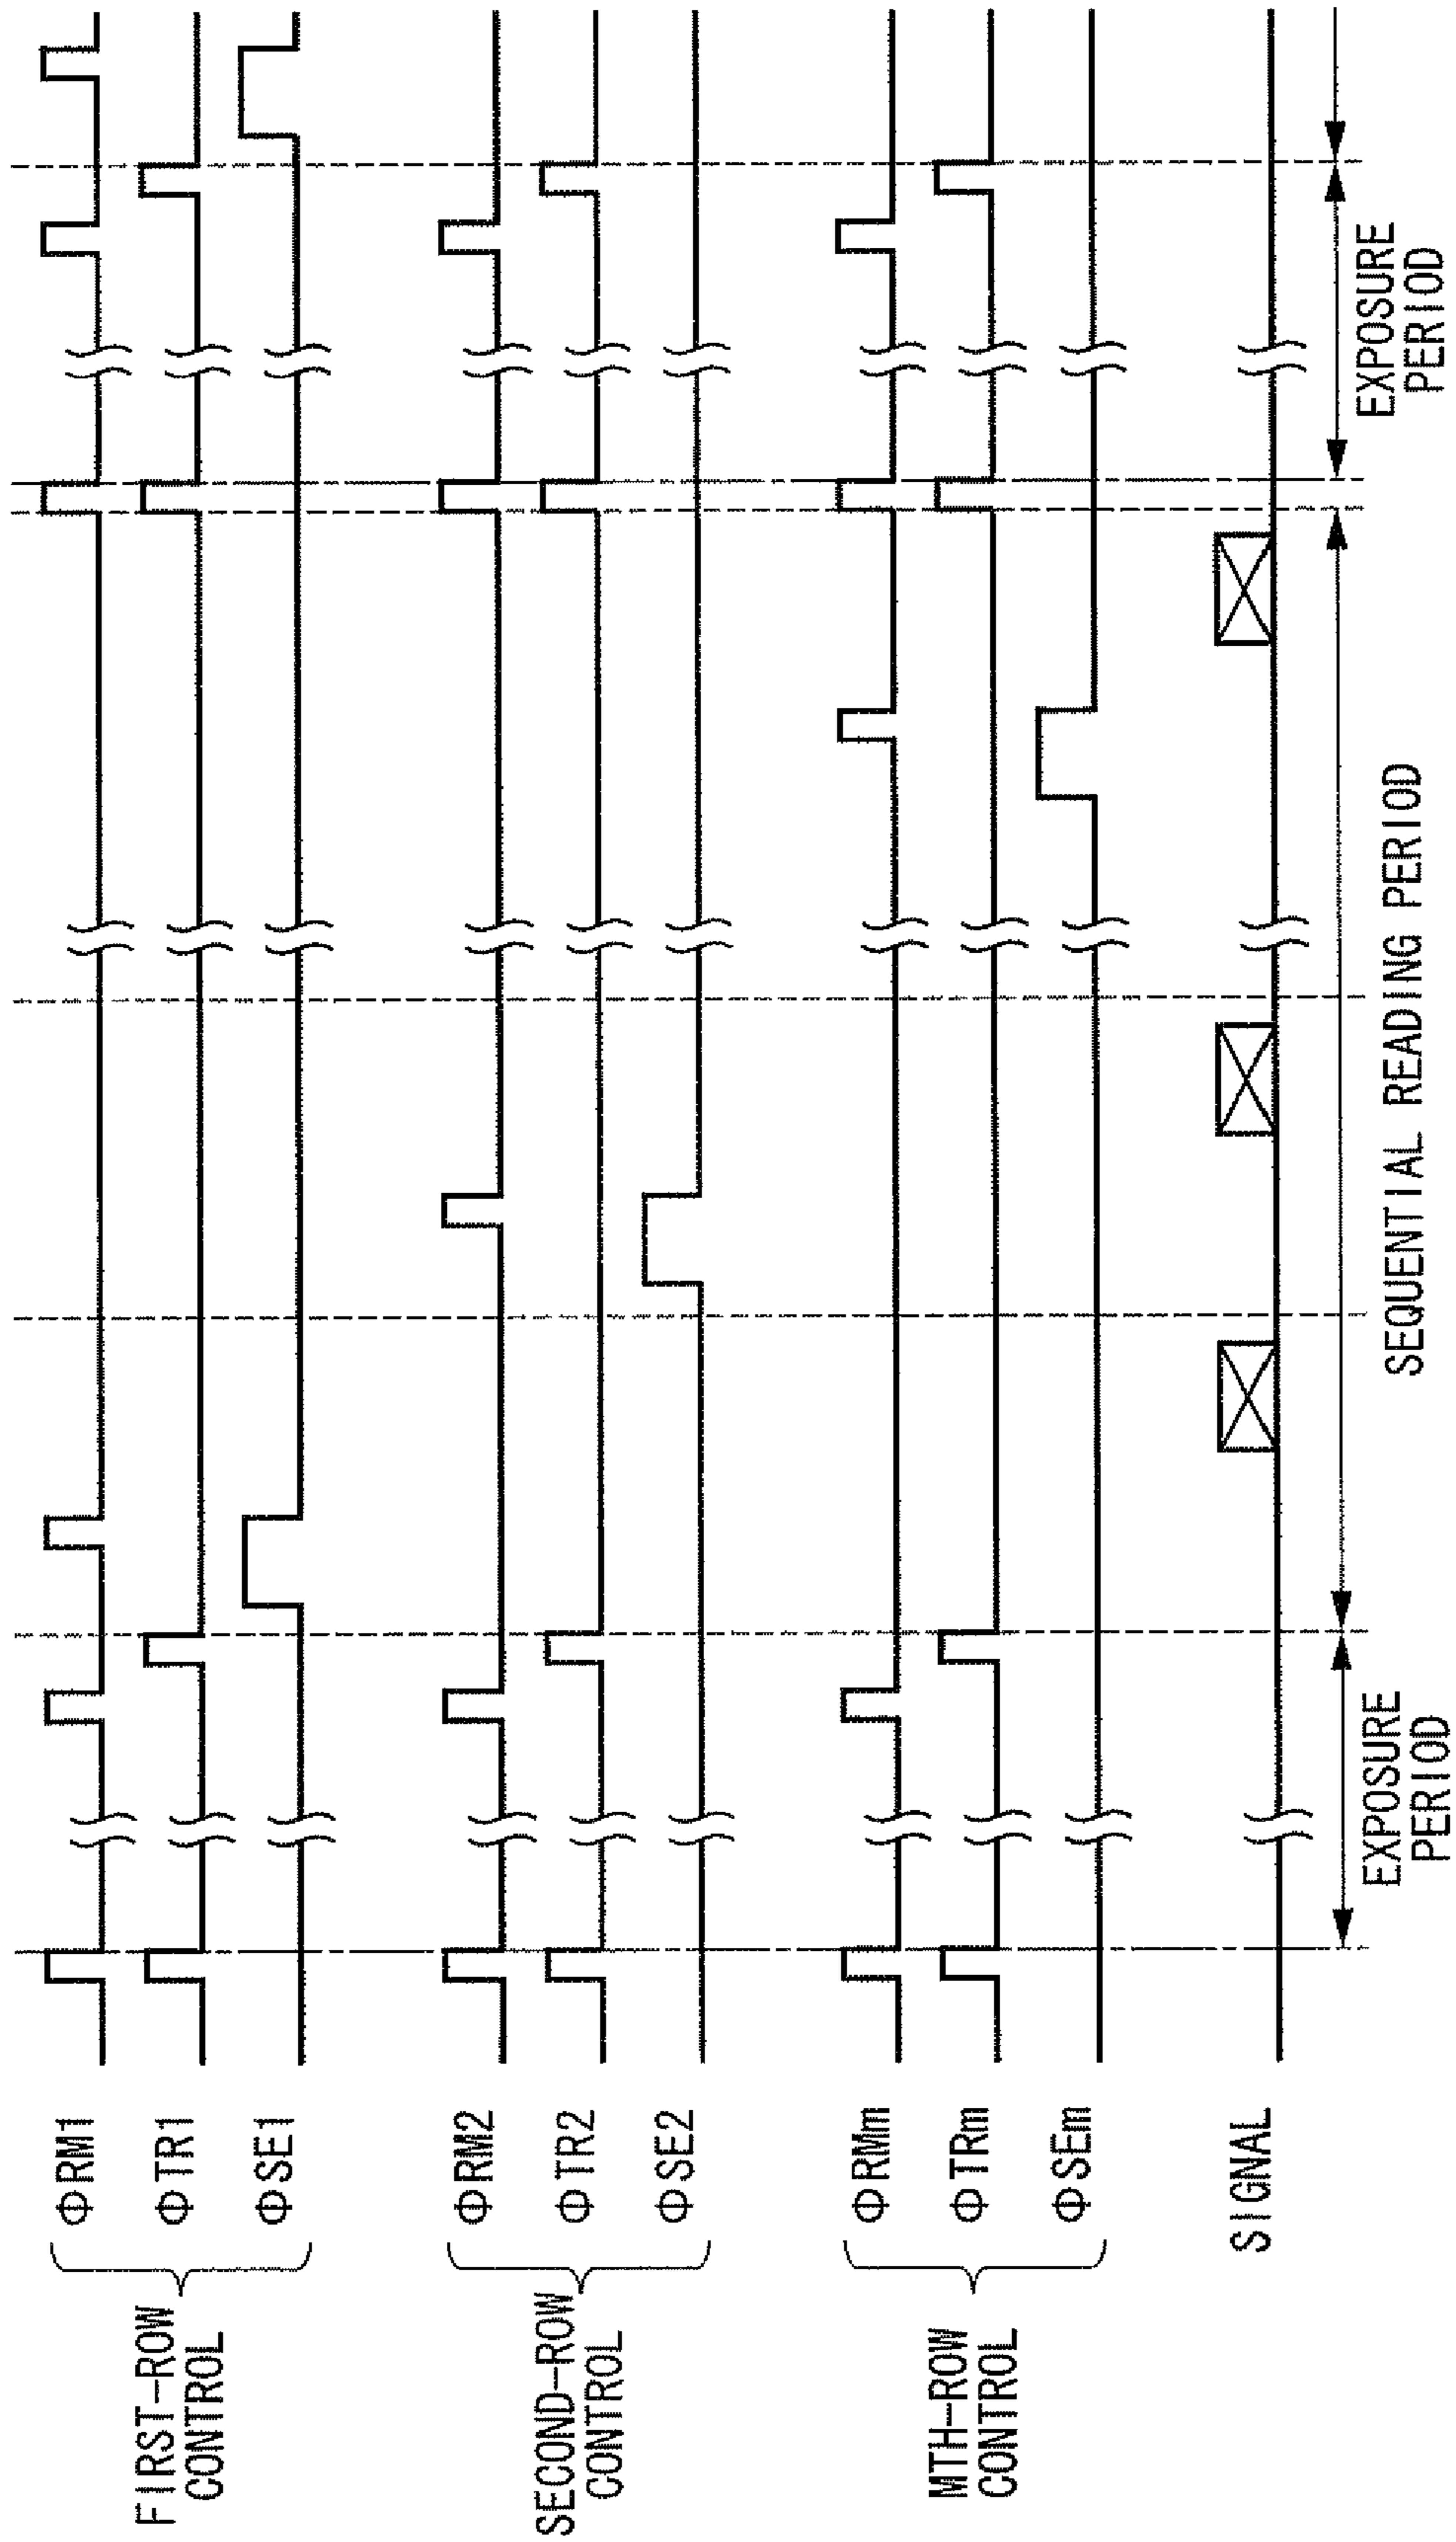 FIRST-ROW
CONTROL
ΦRM1
ΦTR1
ΦSE1
SECOND-ROW
CONTROL
ΦRM2
ΦTR2
ΦSE2
MTH-ROW
CONTROL
ΦRMm
ΦTRm
ΦSEm
SIGNAL
EXPOSURE
PERIOD
SEQUENTIAL READING PERIOD
EXPOSURE
PERIOD